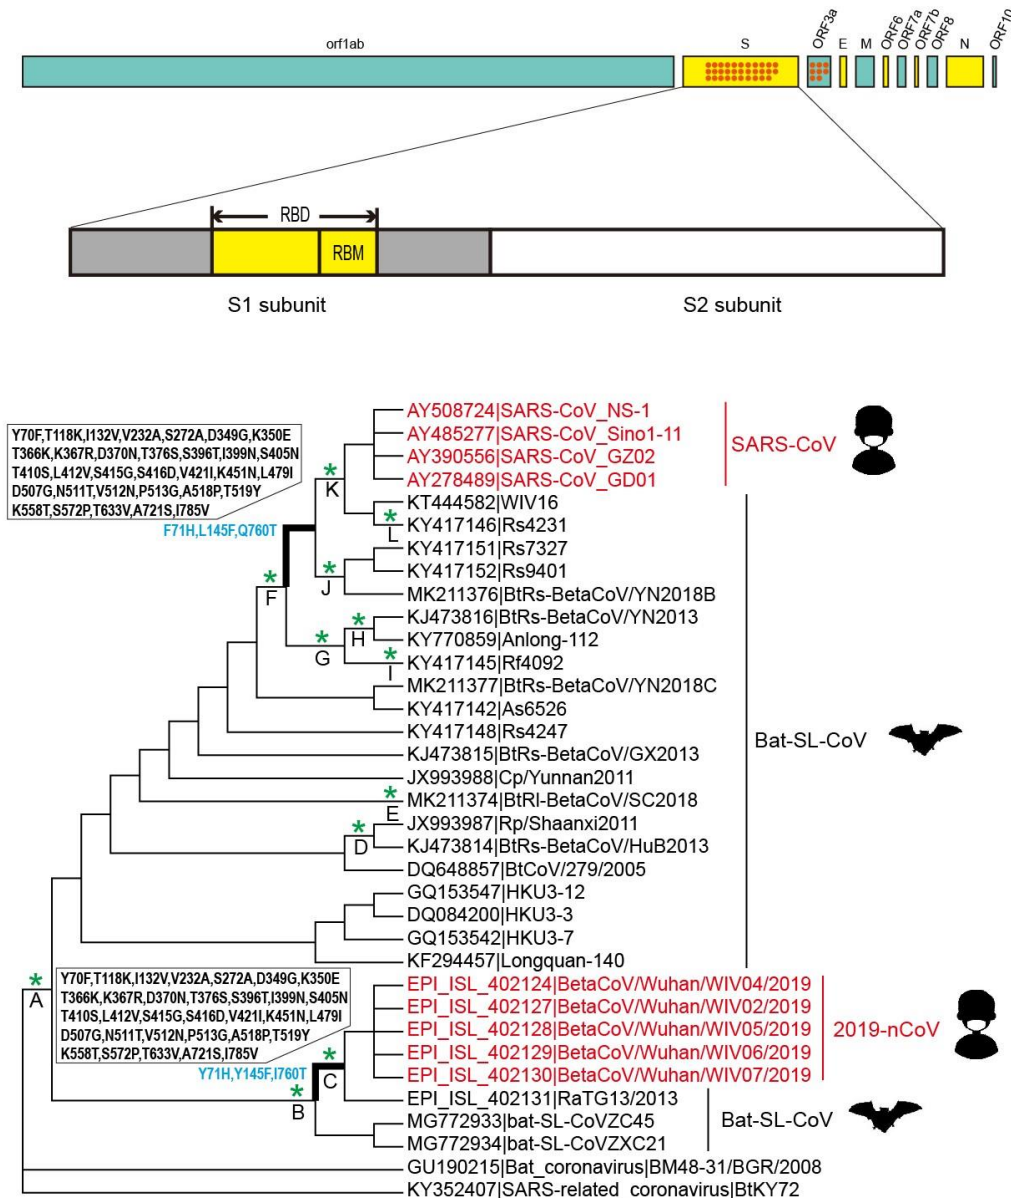 orf1ab
S
ORF3a
E
M
ORF6
ORF7a
ORF7b
ORF8
N
ORF10
RBD
RBM
S1 subunit
S2 subunit
AY508724|SARS-CoV_NS-1
AY485277|SARS-CoV_Sino1-11
AY390556|SARS-CoV_GZ02
AY278489|SARS-CoV_GD01
SARS-CoV
Y70F,T118K,I132V,V232A,S272A,D349G,K350E
T366K,K367R,D370N,T376S,S396T,I399N,S405N
T410S,L412V,S415G,S416D,V421I,K451N,L479I
D507G,N511T,V512N,P513G,A518P,T519Y
K558T,S572P,T633V,A721S,I785V
F71H,L145F,Q760T
* K
KT444582|WIV16
KY417146|Rs4231
* L
KY417151|Rs7327
KY417152|Rs9401
* J
* F
MK211376|BtRs-BetaCoV/YN2018B
KJ473816|BtRs-BetaCoV/YN2013
* H
KY770859|Anlong-112
* G
KY417145|Rf4092
* I
MK211377|BtRs-BetaCoV/YN2018C
KY417142|As6526
KY417148|Rs4247
Bat-SL-CoV
KJ473815|BtRs-BetaCoV/GX2013
JX993988|Cp/Yunnan2011
MK211374|BtRl-BetaCoV/SC2018
* E
JX993987|Rp/Shaanxi2011
* D
KJ473814|BtRs-BetaCoV/HuB2013
DQ648857|BtCoV/279/2005
GQ153547|HKU3-12
DQ084200|HKU3-3
GQ153542|HKU3-7
KF294457|Longquan-140
* A
Y70F,T118K,I132V,V232A,S272A,D349G,K350E
T366K,K367R,D370N,T376S,S396T,I399N,S405N
T410S,L412V,S415G,S416D,V421I,K451N,L479I
D507G,N511T,V512N,P513G,A518P,T519Y
K558T,S572P,T633V,A721S,I785V
Y71H,Y145F,I760T
EPI_ISL_402124|BetaCoV/Wuhan/WIV04/2019
EPI_ISL_402127|BetaCoV/Wuhan/WIV02/2019
EPI_ISL_402128|BetaCoV/Wuhan/WIV05/2019
EPI_ISL_402129|BetaCoV/Wuhan/WIV06/2019
EPI_ISL_402130|BetaCoV/Wuhan/WIV07/2019
2019-nCoV
* C
* B
EPI_ISL_402131|RaTG13/2013
MG772933|bat-SL-CoVZC45
MG772934|bat-SL-CoVZXC21
Bat-SL-CoV
GU190215|Bat_coronavirus|BM48-31/BGR/2008
KY352407|SARS-related_coronavirus|BtKY72